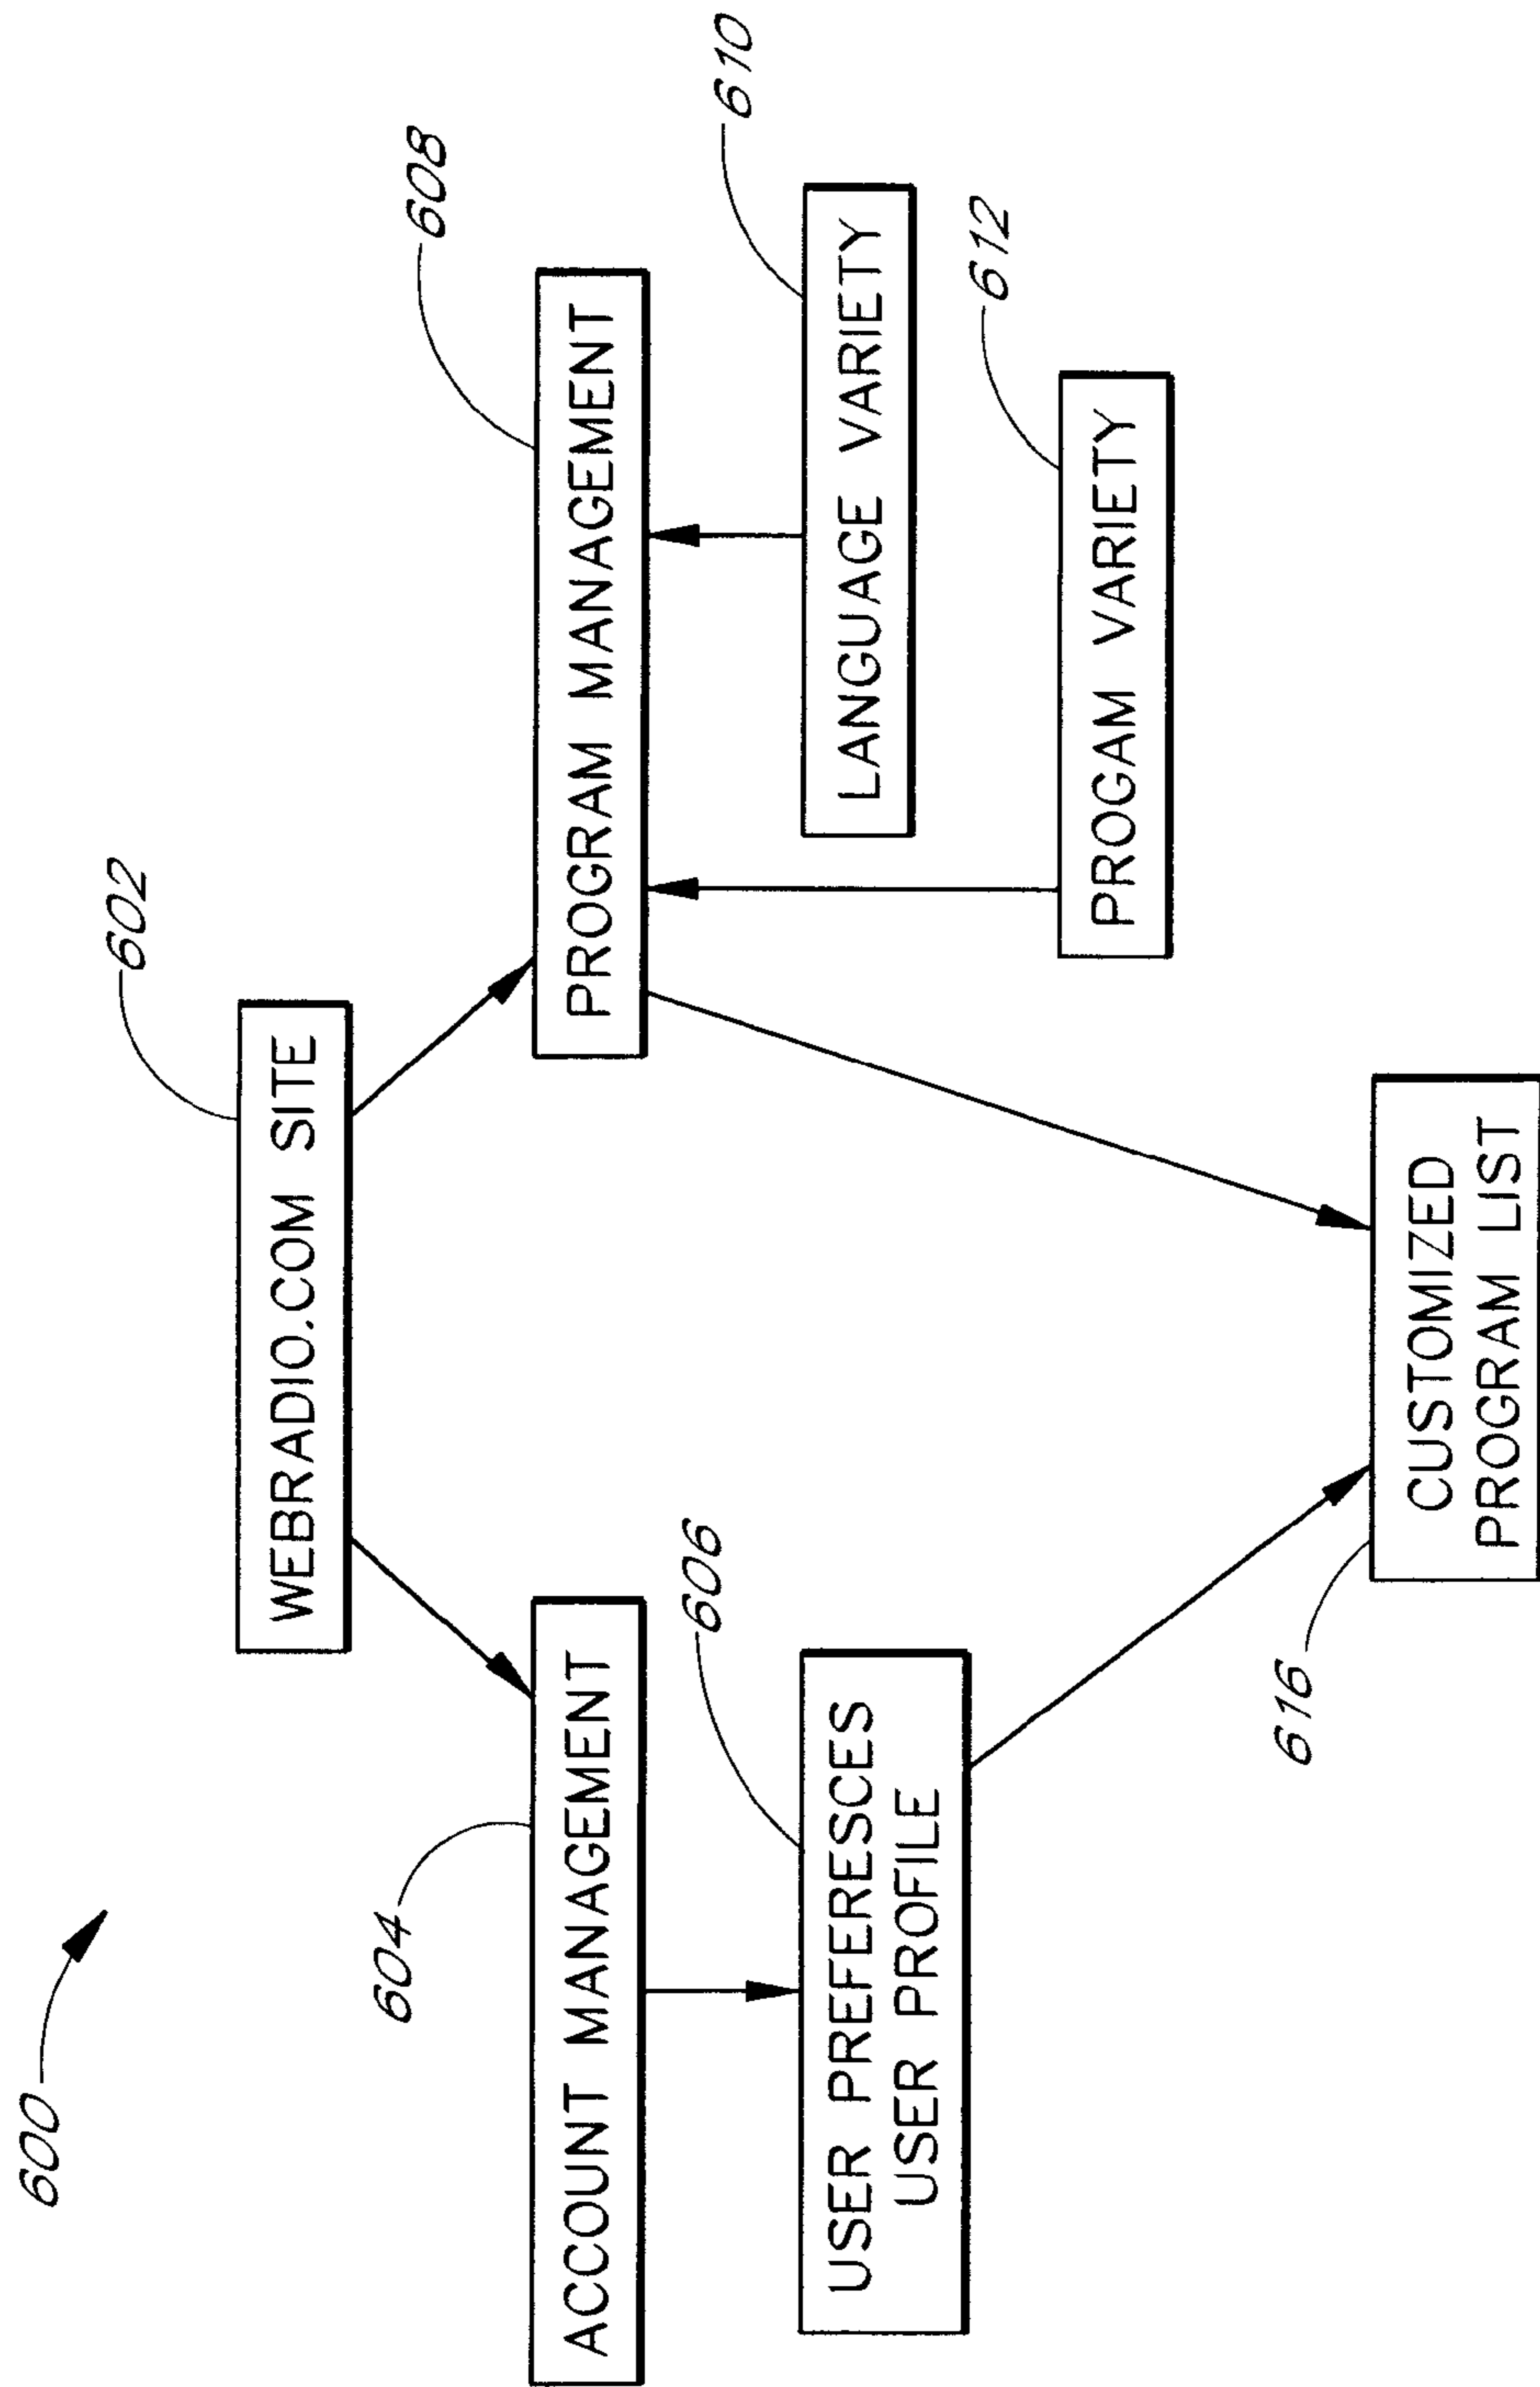 600
602
WEBRADIO.COM SITE
604
ACCOUNT MANAGEMENT
608
PROGRAM MANAGEMENT
606
USER PREFERESCES
USER PROFILE
610
LANGUAGE VARIETY
612
PROGAM VARIETY
616
CUSTOMIZED
PROGRAM LIST